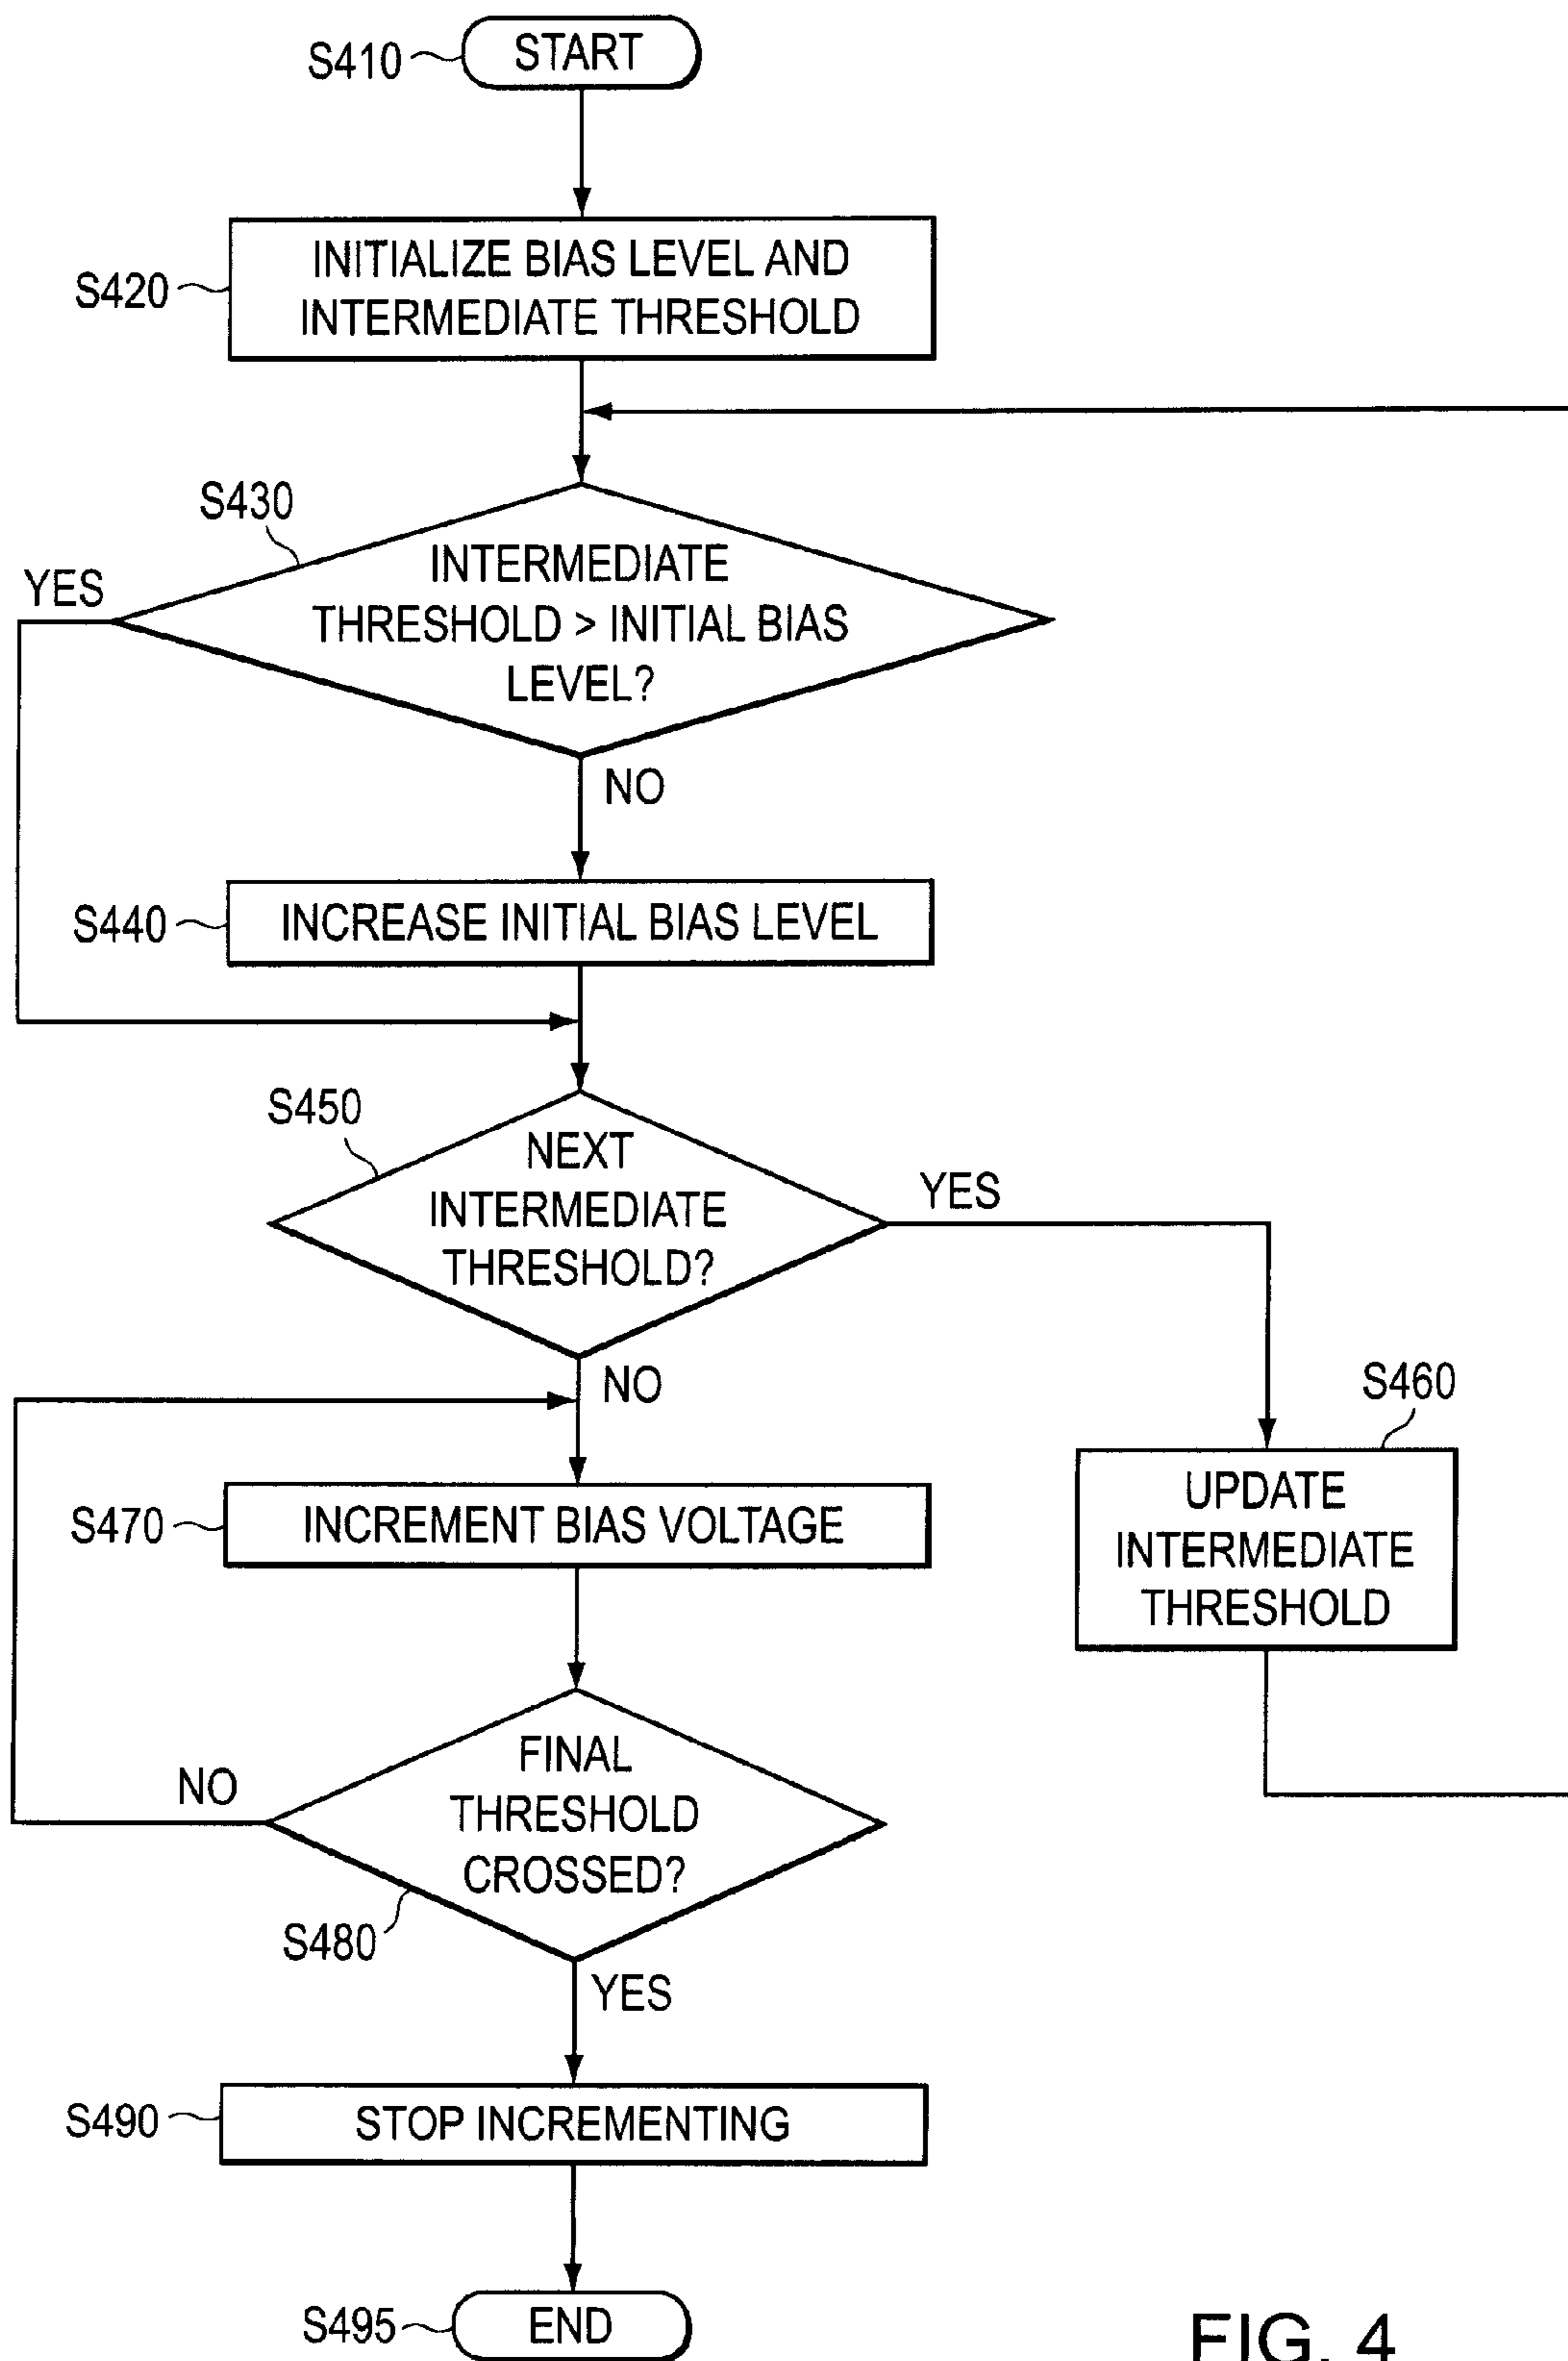 S410
START
S420
INITIALIZE BIAS LEVEL AND
INTERMEDIATE THRESHOLD
S430
YES
INTERMEDIATE
THRESHOLD > INITIAL BIAS
LEVEL?
NO
S440
INCREASE INITIAL BIAS LEVEL
S450
NEXT
INTERMEDIATE
THRESHOLD?
YES
NO
S460
UPDATE
INTERMEDIATE
THRESHOLD
S470
INCREMENT BIAS VOLTAGE
FINAL
THRESHOLD
CROSSED?
NO
S480
YES
S490
STOP INCREMENTING
S495
END
FIG. 4